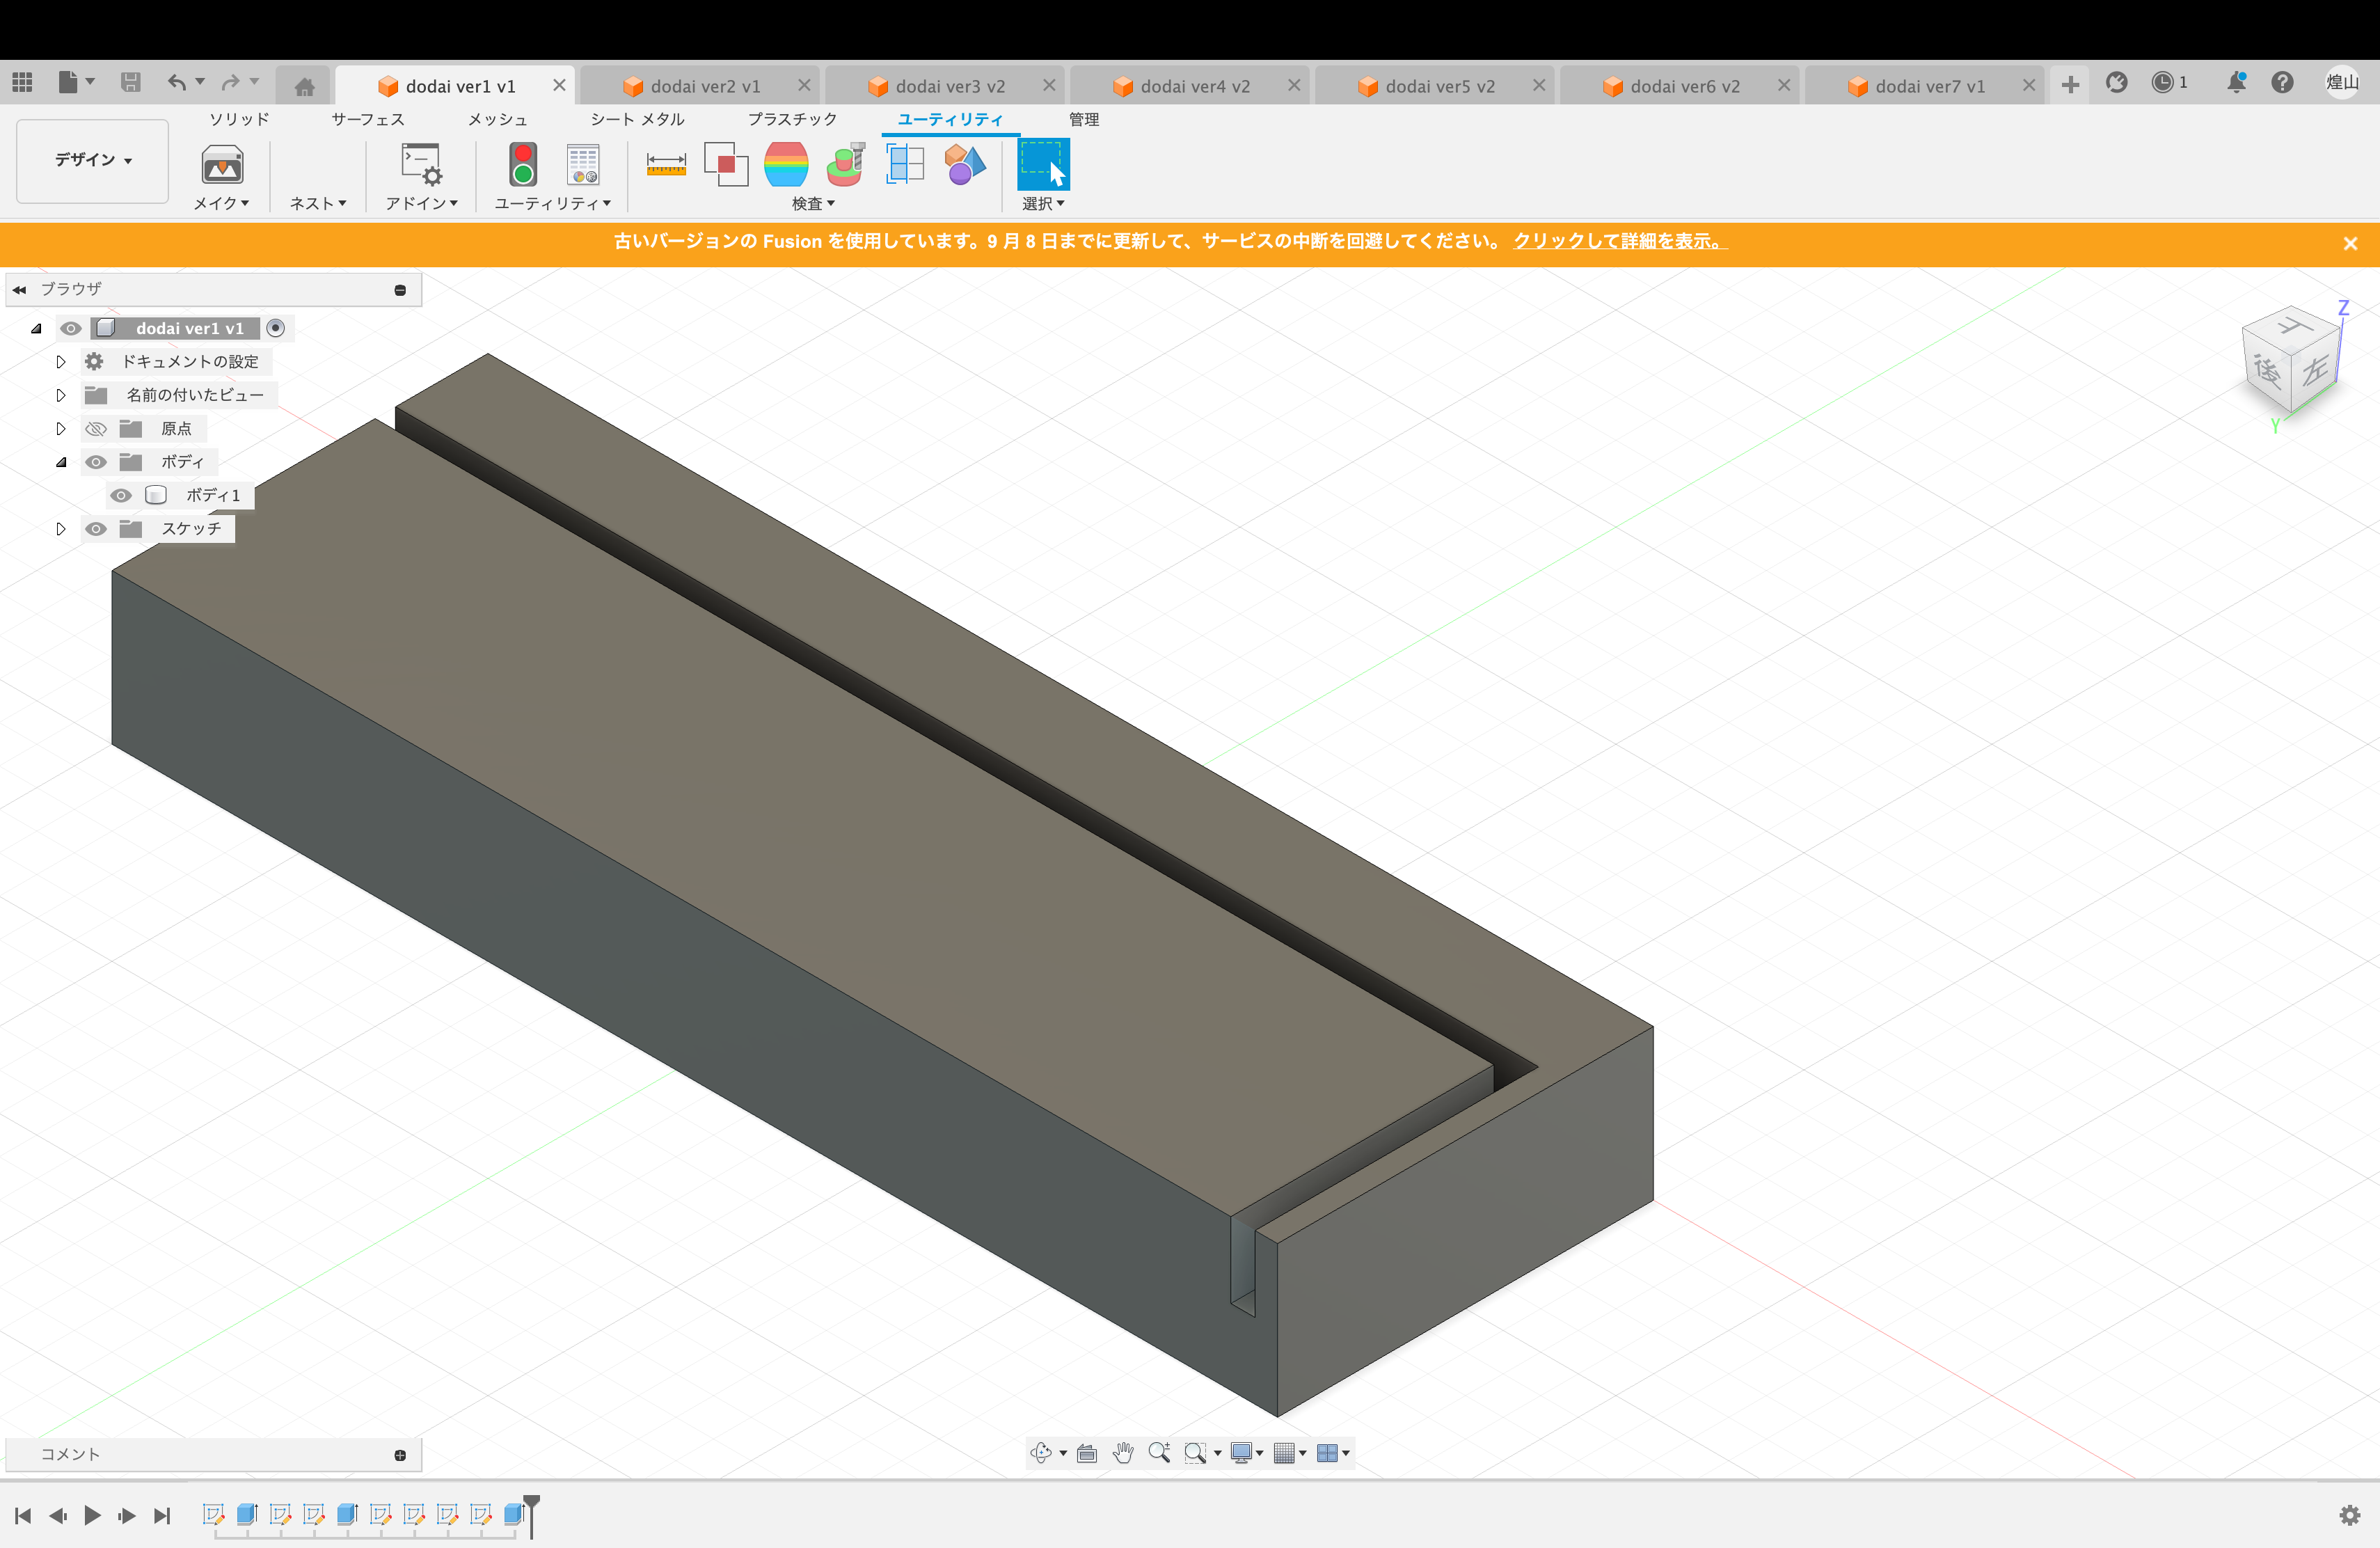 dodai ver1 v1
dodai ver2 v1
dodai ver3 v2
dodai ver4 v2
dodai ver5 v2
dodai ver6 v2
dodai ver7 v1
1
煌山
ソリッド
サーフェス
メッシュ
シート メタル
プラスチック
ユーティリティ
管理
デザイン
メイク
ネスト
アドイン
ユーティリティ
検査
選択
古いバージョンの Fusion を使用しています。9 月 8 日までに更新して、サービスの中断を回避してください。 クリックして詳細を表示。
ブラウザ
dodai ver1 v1
ドキュメントの設定
名前の付いたビュー
原点
ボディ
ボディ1
スケッチ
Z
上
後
左
Y
コメント